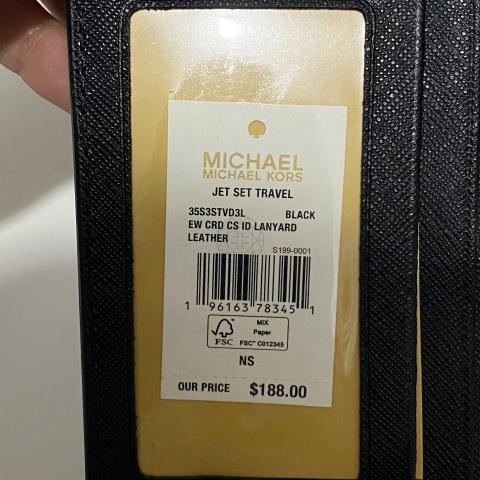 MICHAEL
MICHAEL KORS
JET SET TRAVEL
35S3STVD3L BLACK
EW CRD CS ID LANYARD
LEATHER
S199-0001
1 96163 78345 1
FSC
MIX
Paper
FSC™ C012345
NS
OUR PRICE $188.00